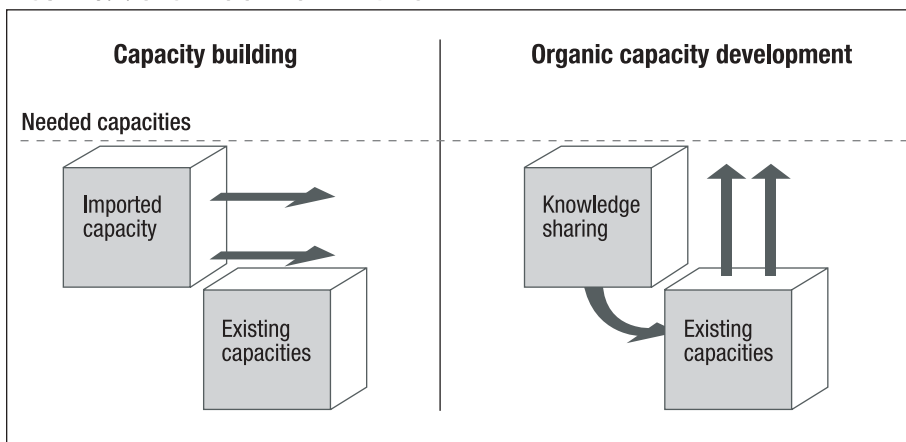 Capacity building
Organic capacity development
Needed capacities
Imported
capacity
Existing
capacities
Knowledge
sharing
Existing
capacities